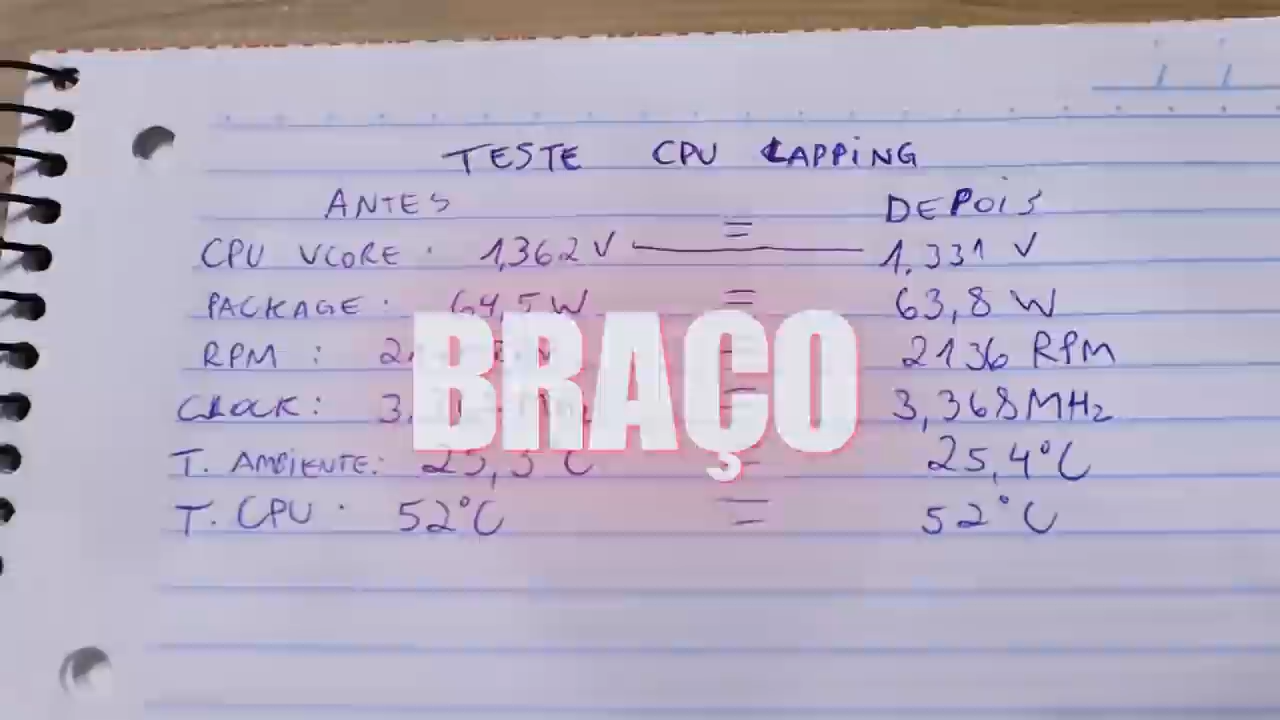 TESTE CPU LAPPING
ANTES DEPOIS
CPU VCORE: 1,362 V = 1.331 V
PACKAGE: 64,5 W = 63,8 W
RPM: 2136 RPM
BRAÇO
CLOCK: 3,368 MHz
T. AMBIENTE: = 25,4°C
T. CPU: 52°C = 52°C